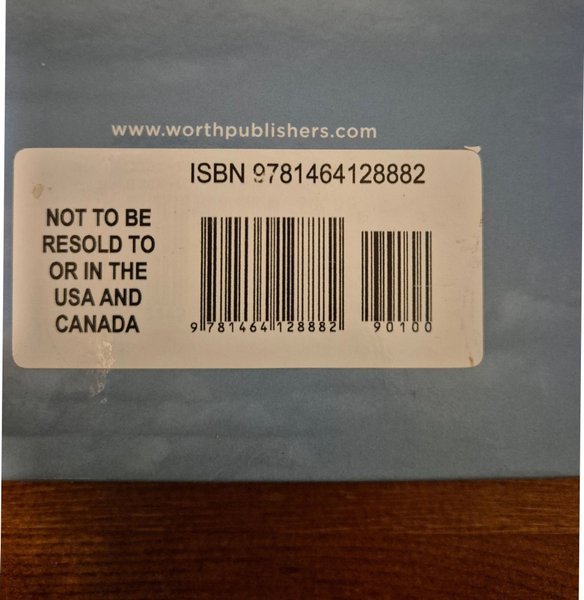 www.worthpublishers.com
ISBN 9781464128882
NOT TO BE
RESOLD TO
OR IN THE
USA AND
CANADA
9 781464 128882
90100